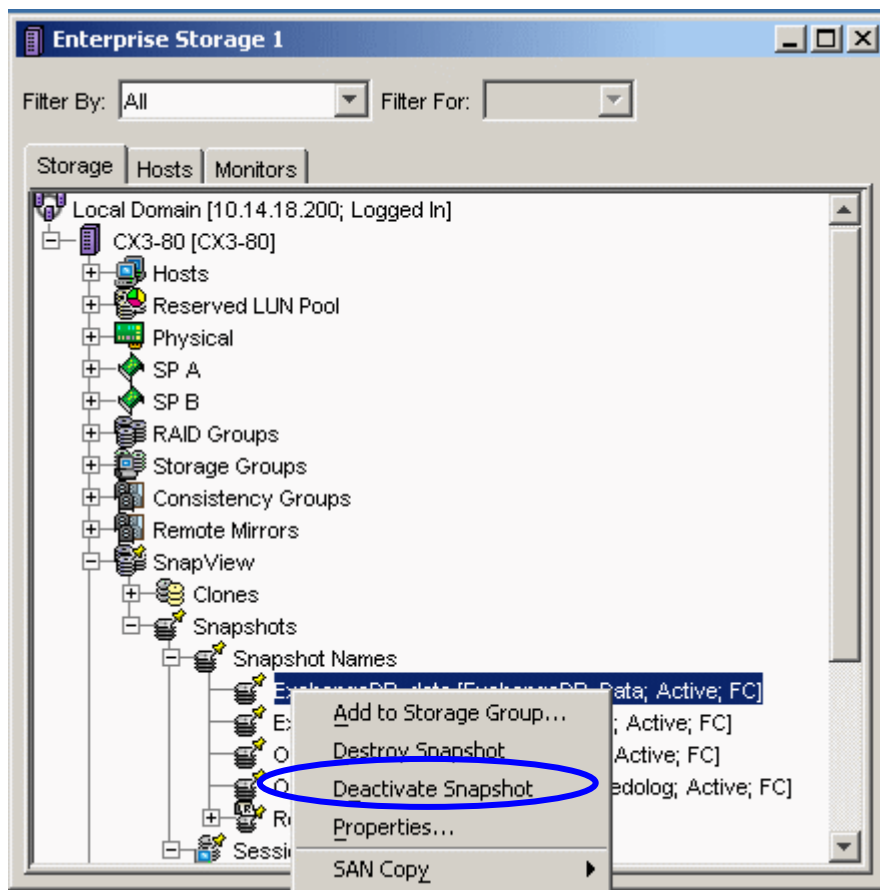 Enterprise Storage 1
Filter By: All Filter For:
Storage Hosts Monitors
Local Domain [10.14.18.200; Logged In]
CX3-80 [CX3-80]
Hosts
Reserved LUN Pool
Physical
SP A
SP B
RAID Groups
Storage Groups
Consistency Groups
Remote Mirrors
SnapView
Clones
Snapshots
Snapshot Names
Data; Active; FC]
Add to Storage Group...
; Active; FC]
Destroy Snapshot
Active; FC]
Deactivate Snapshot
edolog; Active; FC]
Properties...
SAN Copy